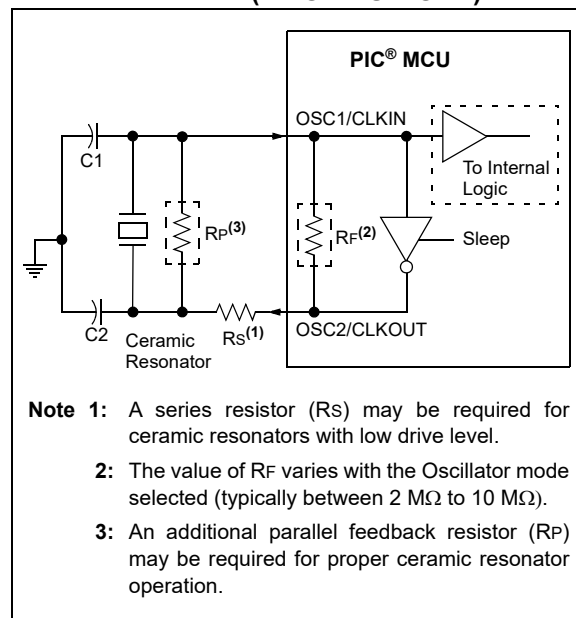 PIC® MCU
OSC1/CLKIN
C1
To Internal
Logic
RP(3)
RF(2)
Sleep
C2
Ceramic
Resonator
RS(1)
OSC2/CLKOUT
Note 1: A series resistor (RS) may be required for
ceramic resonators with low drive level.
2: The value of RF varies with the Oscillator mode
selected (typically between 2 MΩ to 10 MΩ).
3: An additional parallel feedback resistor (RP)
may be required for proper ceramic resonator
operation.